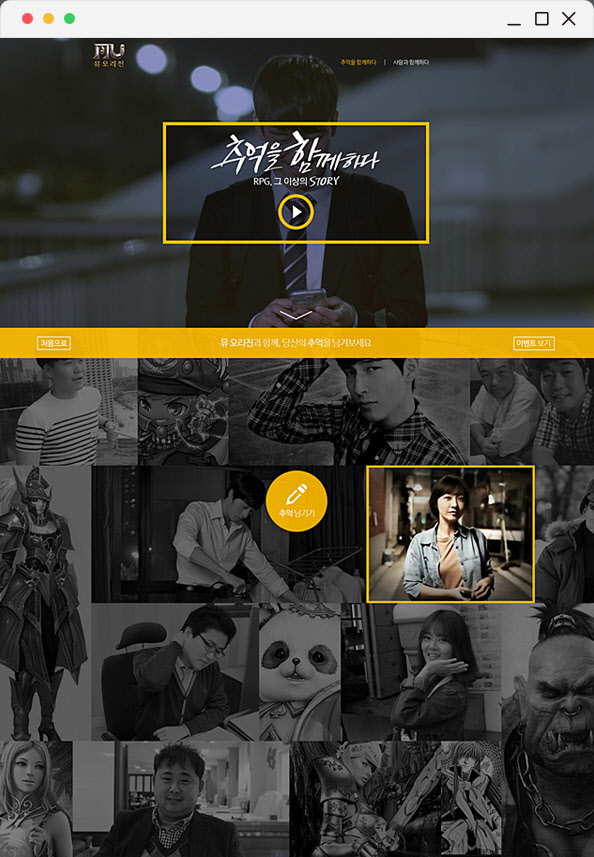 MU
뮤 오리진
추억을 함께하다 | 사람과 함께하다
추억을 함께하다
RPG, 그 이상의 STORY
처음으로
뮤 오리진과 함께, 당신의 추억을 남겨보세요
이벤트 보기
추억 남기기